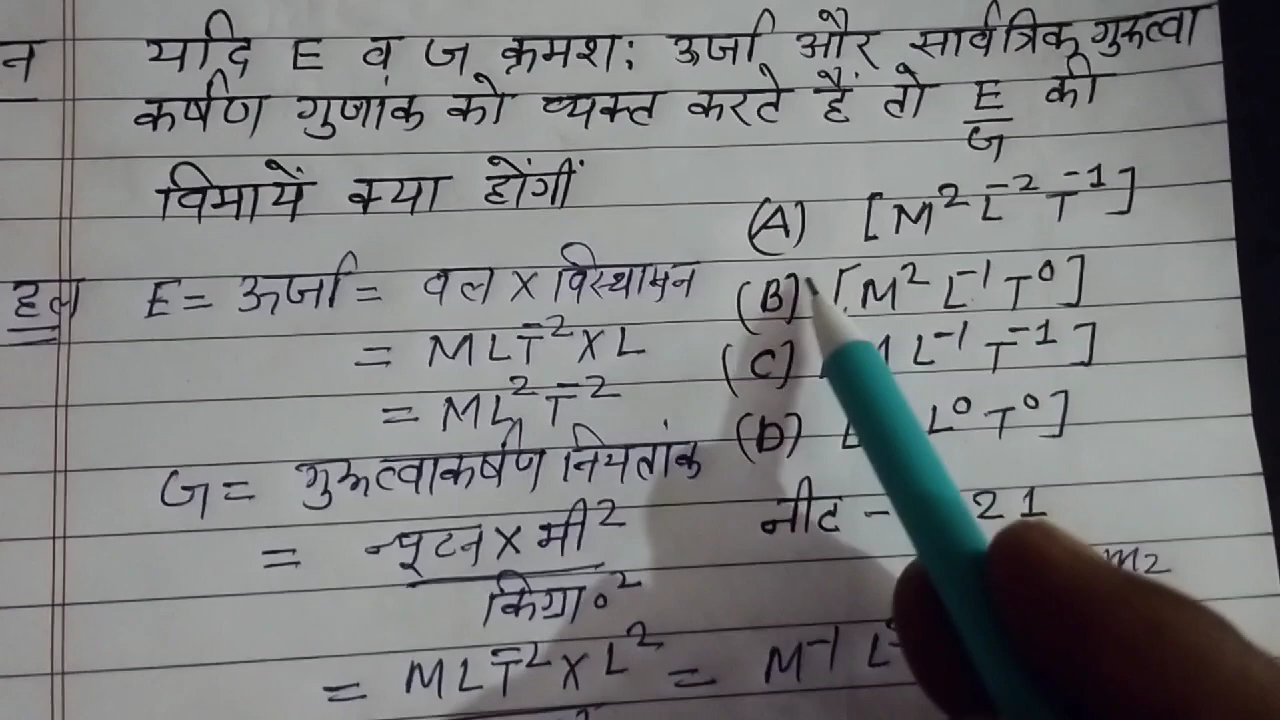 न यदि E व G क्रमश: ऊर्जा और सार्वत्रिक गुरुत्वा
कर्षण गुणांक को व्यक्त करते हैं तो E/G की
विमायें क्या होंगीं
(A) [M² L⁻² T⁻¹]
हल E = ऊर्जा = बल X विस्थापन
(B) [M² L⁻¹ T⁰]
= MLT⁻² X L
(C) L⁻¹ T⁻¹]
= ML²T⁻²
(D) [ L⁰ T⁰]
G = गुरुत्वाकर्षण नियतांक
नीट - 21
= न्यूटन X मी²
किग्रा०²
= MLT⁻² X L² = M⁻¹ L